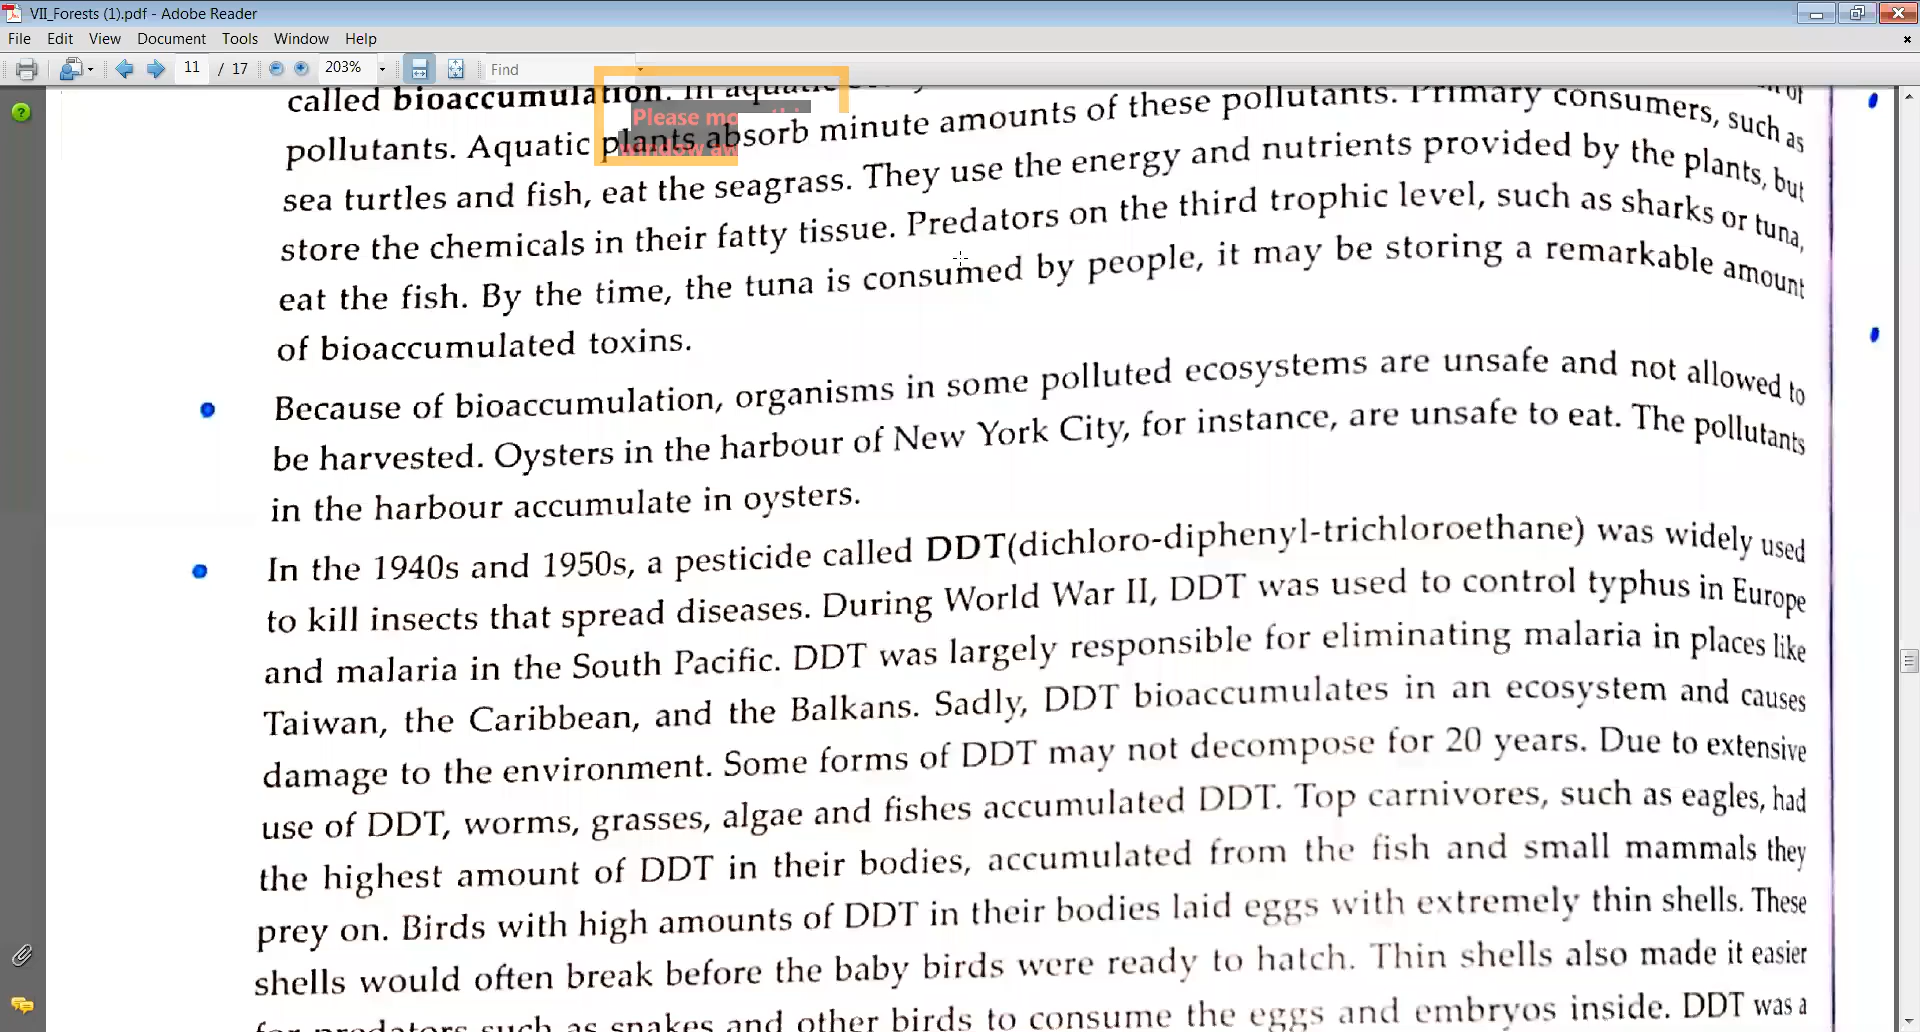 VII_Forests (1).pdf - Adobe Reader
File Edit View Document Tools Window Help
11 / 17 203% Find
called bioaccumulation. In aquatic
Please mo
window aw
pollutants. Aquatic plants absorb minute amounts of these pollutants. Primary consumers, such as
sea turtles and fish, eat the seagrass. They use the energy and nutrients provided by the plants, but
store the chemicals in their fatty tissue. Predators on the third trophic level, such as sharks or tuna,
eat the fish. By the time, the tuna is consumed by people, it may be storing a remarkable amount
of bioaccumulated toxins.
Because of bioaccumulation, organisms in some polluted ecosystems are unsafe and not allowed to
be harvested. Oysters in the harbour of New York City, for instance, are unsafe to eat. The pollutants
in the harbour accumulate in oysters.
In the 1940s and 1950s, a pesticide called DDT(dichloro-diphenyl-trichloroethane) was widely used
to kill insects that spread diseases. During World War II, DDT was used to control typhus in Europe
and malaria in the South Pacific. DDT was largely responsible for eliminating malaria in places like
Taiwan, the Caribbean, and the Balkans. Sadly, DDT bioaccumulates in an ecosystem and causes
damage to the environment. Some forms of DDT may not decompose for 20 years. Due to extensive
use of DDT, worms, grasses, algae and fishes accumulated DDT. Top carnivores, such as eagles, had
the highest amount of DDT in their bodies, accumulated from the fish and small mammals they
prey on. Birds with high amounts of DDT in their bodies laid eggs with extremely thin shells. These
shells would often break before the baby birds were ready to hatch. Thin shells also made it easier
for predators such as snakes and other birds to consume the eggs and embryos inside. DDT was a